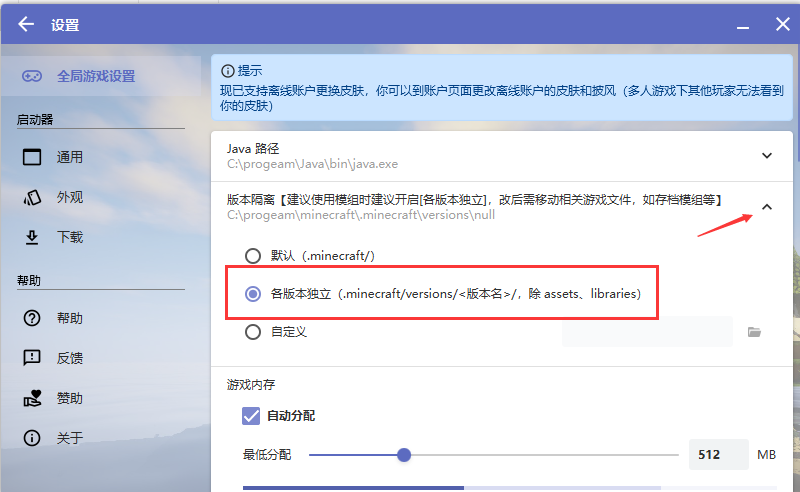 设置
全局游戏设置
启动器
通用
外观
下载
帮助
帮助
反馈
赞助
关于
提示
现已支持离线账户更换皮肤，你可以到账户页面更改离线账户的皮肤和披风（多人游戏下其他玩家无法看到
你的皮肤）
Java 路径
C:\progeam\Java\bin\java.exe
版本隔离【建议使用模组时建议开启[各版本独立]，改后需移动相关游戏文件，如存档模组等】
C:\progeam\minecraft\.minecraft\versions\null
默认（.minecraft/）
各版本独立（.minecraft/versions/<版本名>/，除 assets、libraries）
自定义
游戏内存
自动分配
最低分配
512 MB